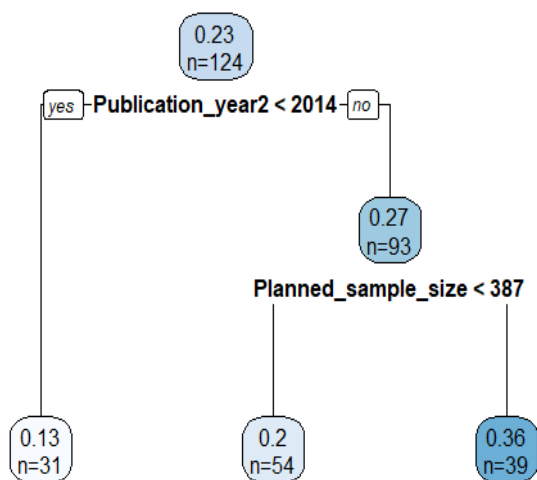 0.23
n=124
yes Publication_year2 < 2014 no
0.27
n=93
Planned_sample_size < 387
0.13 0.2 0.36
n=31 n=54 n=39